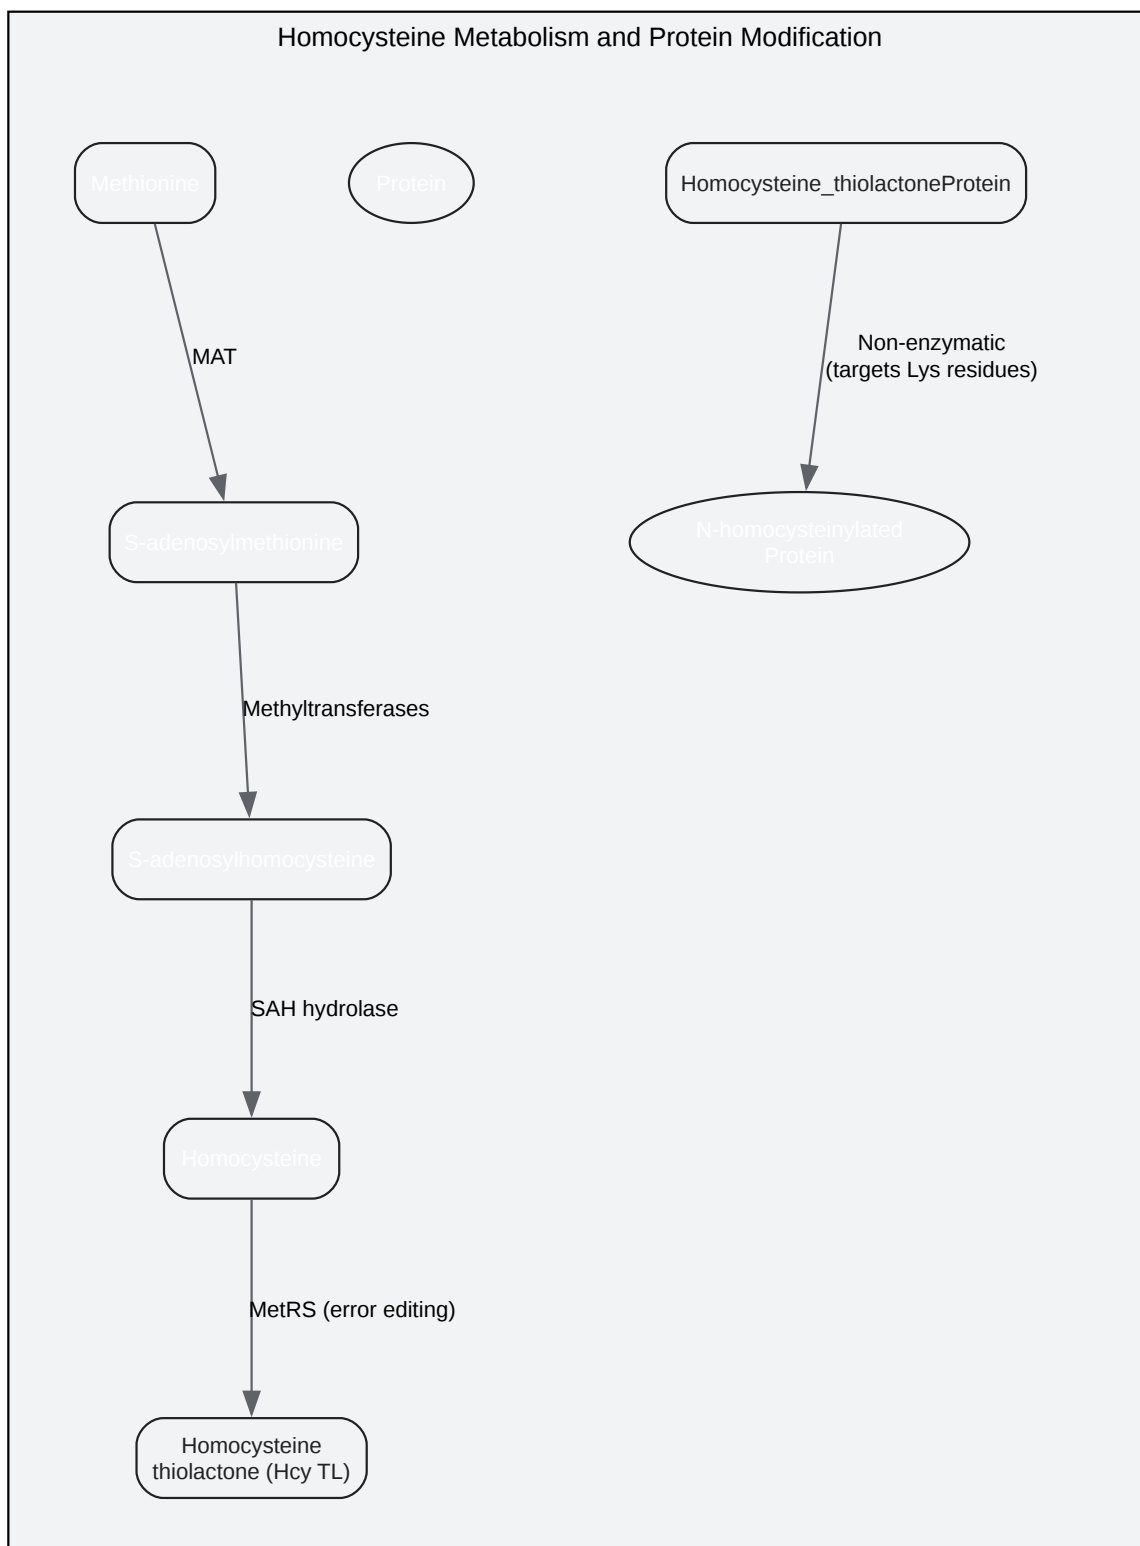 Homocysteine Metabolism and Protein Modification
Methionine
Protein
Homocysteine_thiolactoneProtein
MAT
Non-enzymatic
(targets Lys residues)
S-adenosylmethionine
N-homocysteinylated
Protein
Methyltransferases
S-adenosylhomocysteine
SAH hydrolase
Homocysteine
MetRS (error editing)
Homocysteine
thiolactone (Hcy TL)